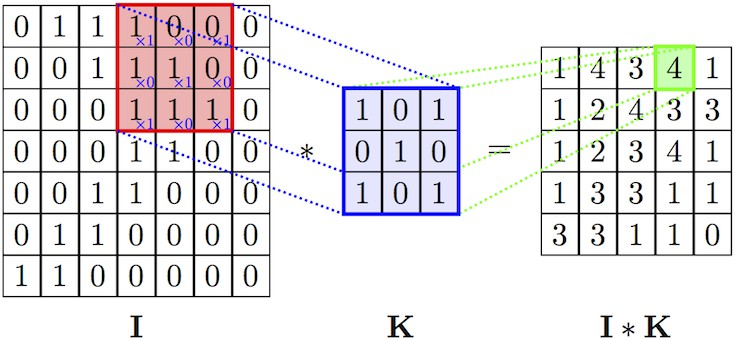 0 1 1 1 0 0 0
×1 ×0 ×1
0 0 1 1 1 0 0
×0 ×1 ×0
0 0 0 1 1 1 0
×1 ×0 ×1
0 0 0 1 1 0 0
0 0 1 1 0 0 0
0 1 1 0 0 0 0
1 1 0 0 0 0 0
I
*
1 0 1
0 1 0
1 0 1
K
=
1 4 3 4 1
1 2 4 3 3
1 2 3 4 1
1 3 3 1 1
3 3 1 1 0
I * K